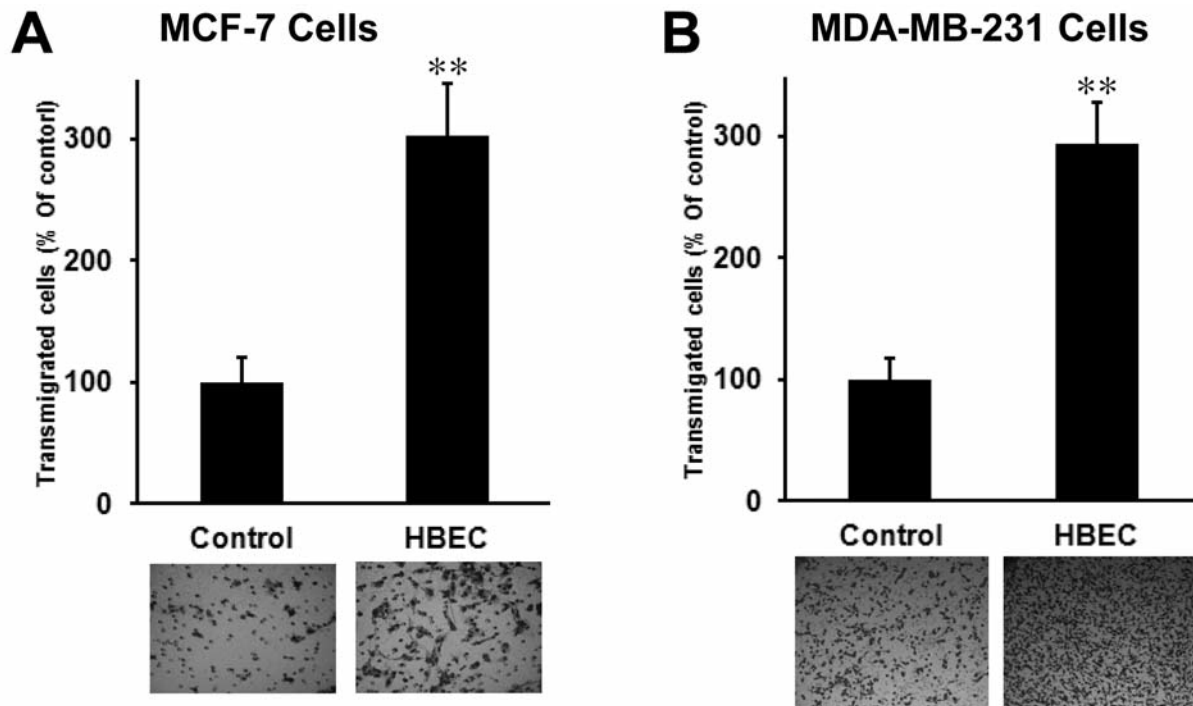 A MCF-7 Cells
**
Transmigrated cells (% Of contorl)
300
200
100
0
Control HBEC
B MDA-MB-231 Cells
**
Transmigated cells (% Of control)
300
200
100
0
Control HBEC